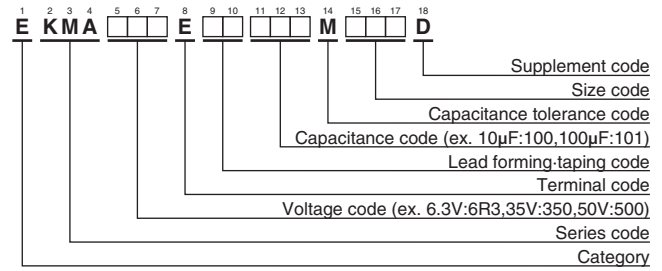 1 2 3 4 5 6 7 8 9 10 11 12 13 14 15 16 17 18
E K M A E M D
Supplement code
Size code
Capacitance tolerance code
Capacitance code (ex. 10µF:100,100µF:101)
Lead forming·taping code
Terminal code
Voltage code (ex. 6.3V:6R3,35V:350,50V:500)
Series code
Category